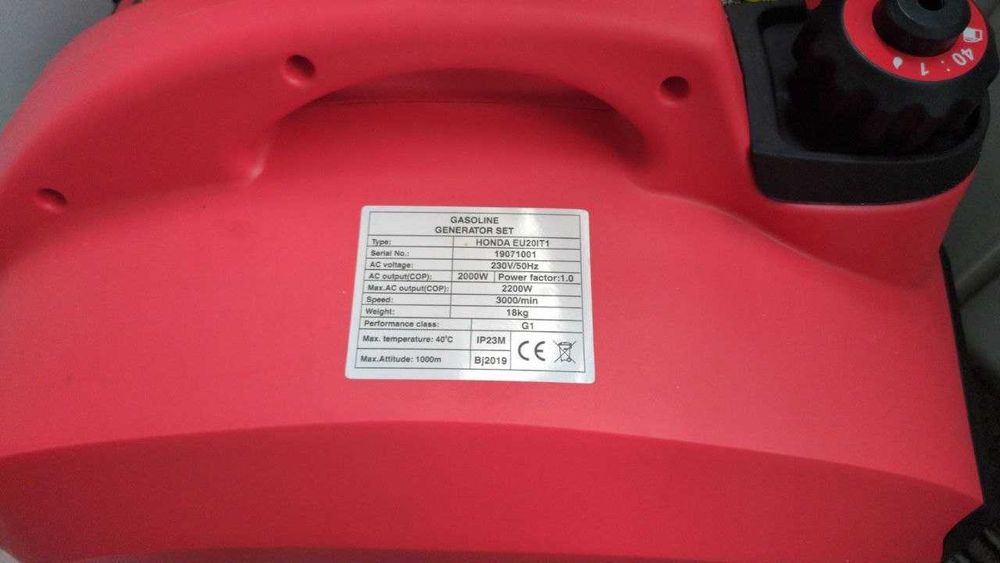 40 : 1
GASOLINE
GENERATOR SET
Type: HONDA EU20IT1
Serial No.: 19071001
AC voltage: 230V/50Hz
AC output(COP): 2000W Power factor:1.0
Max.AC output(COP): 2200W
Speed: 3000/min
Weight: 18kg
Performance class: G1
Max. temperature: 40°C IP23M
Max.Attitude: 1000m Bj2019
CE